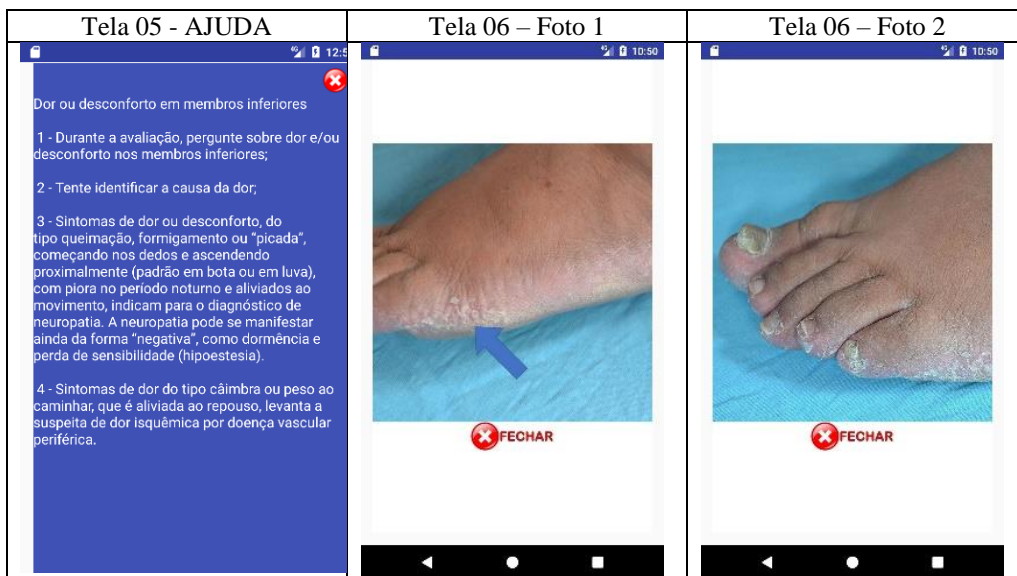 Tela 05 - AJUDA
Tela 06 – Foto 1
Tela 06 – Foto 2
4G 12:5
4G 10:50
4G 10:50
Dor ou desconforto em membros inferiores
1 - Durante a avaliação, pergunte sobre dor e/ou
desconforto nos membros inferiores;
2 - Tente identificar a causa da dor;
3 - Sintomas de dor ou desconforto, do
tipo queimação, formigamento ou “picada”,
começando nos dedos e ascendendo
proximalmente (padrão em bota ou em luva),
com piora no período noturno e aliviados ao
movimento, indicam para o diagnóstico de
neuropatia. A neuropatia pode se manifestar
ainda da forma “negativa”, como dormência e
perda de sensibilidade (hipoestesia).
4 - Sintomas de dor do tipo câimbra ou peso ao
caminhar, que é aliviada ao repouso, levanta a
suspeita de dor isquêmica por doença vascular
periférica.
FECHAR
FECHAR